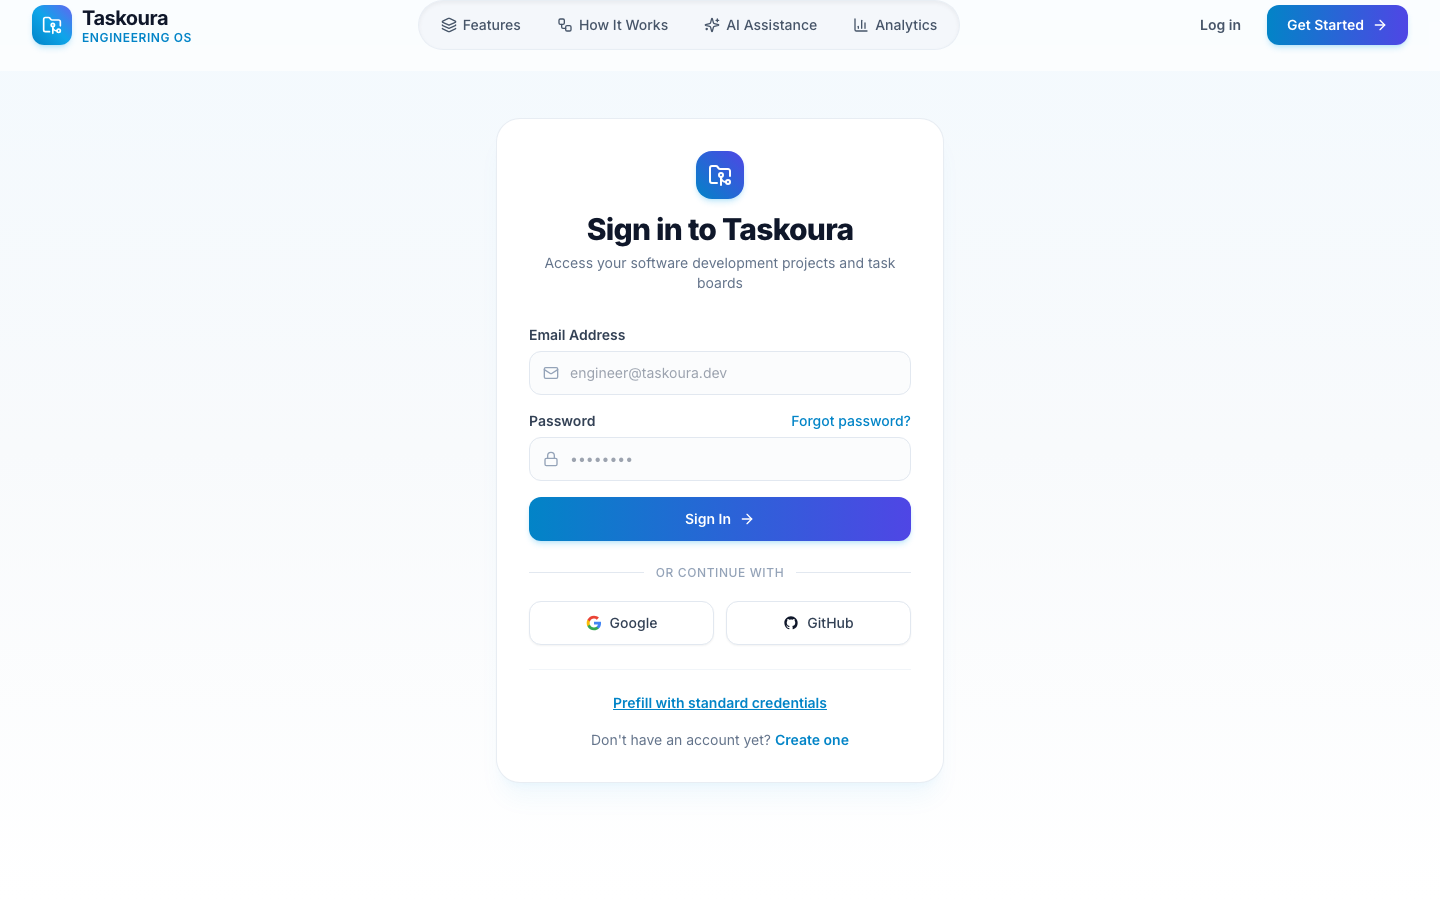 Taskoura
ENGINEERING OS
Features
How It Works
AI Assistance
Analytics
Log in
Get Started
Sign in to Taskoura
Access your software development projects and task
boards
Email Address
engineer@taskoura.dev
Password
Forgot password?
••••••••
Sign In
OR CONTINUE WITH
Google
GitHub
Prefill with standard credentials
Don't have an account yet? Create one